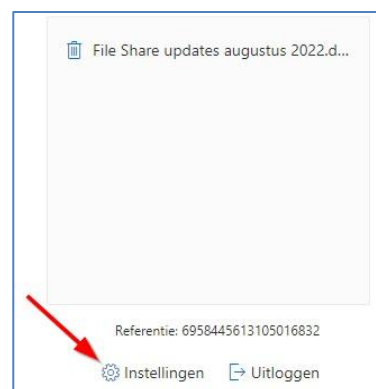 File Share updates augustus 2022.d...
Referentie: 6958445613105016832
Instellingen Uitloggen